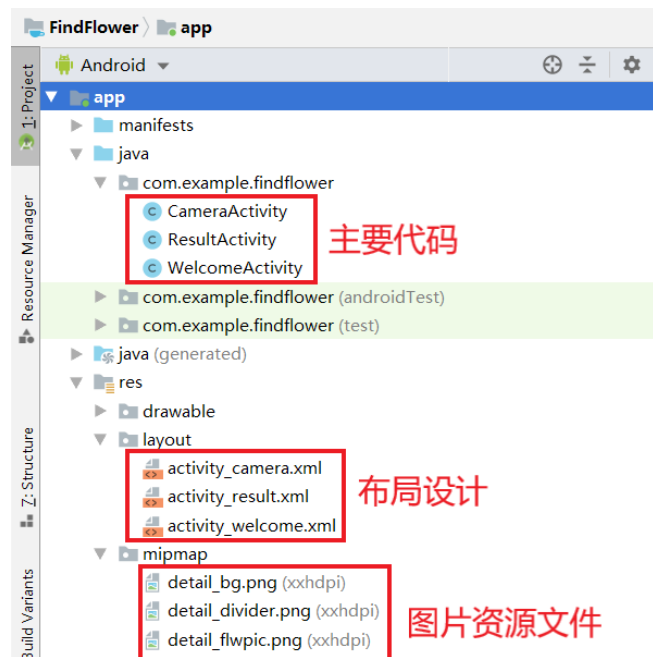 FindFlower app
Android
1: Project
app
manifests
java
com.example.findflower
CameraActivity
ResultActivity
主要代码
WelcomeActivity
Resource Manager
com.example.findflower (androidTest)
com.example.findflower (test)
java (generated)
res
drawable
layout
Z: Structure
activity_camera.xml
activity_result.xml
布局设计
activity_welcome.xml
mipmap
Build Variants
detail_bg.png (xxhdpi)
detail_divider.png (xxhdpi)
图片资源文件
detail_flwpic.png (xxhdpi)